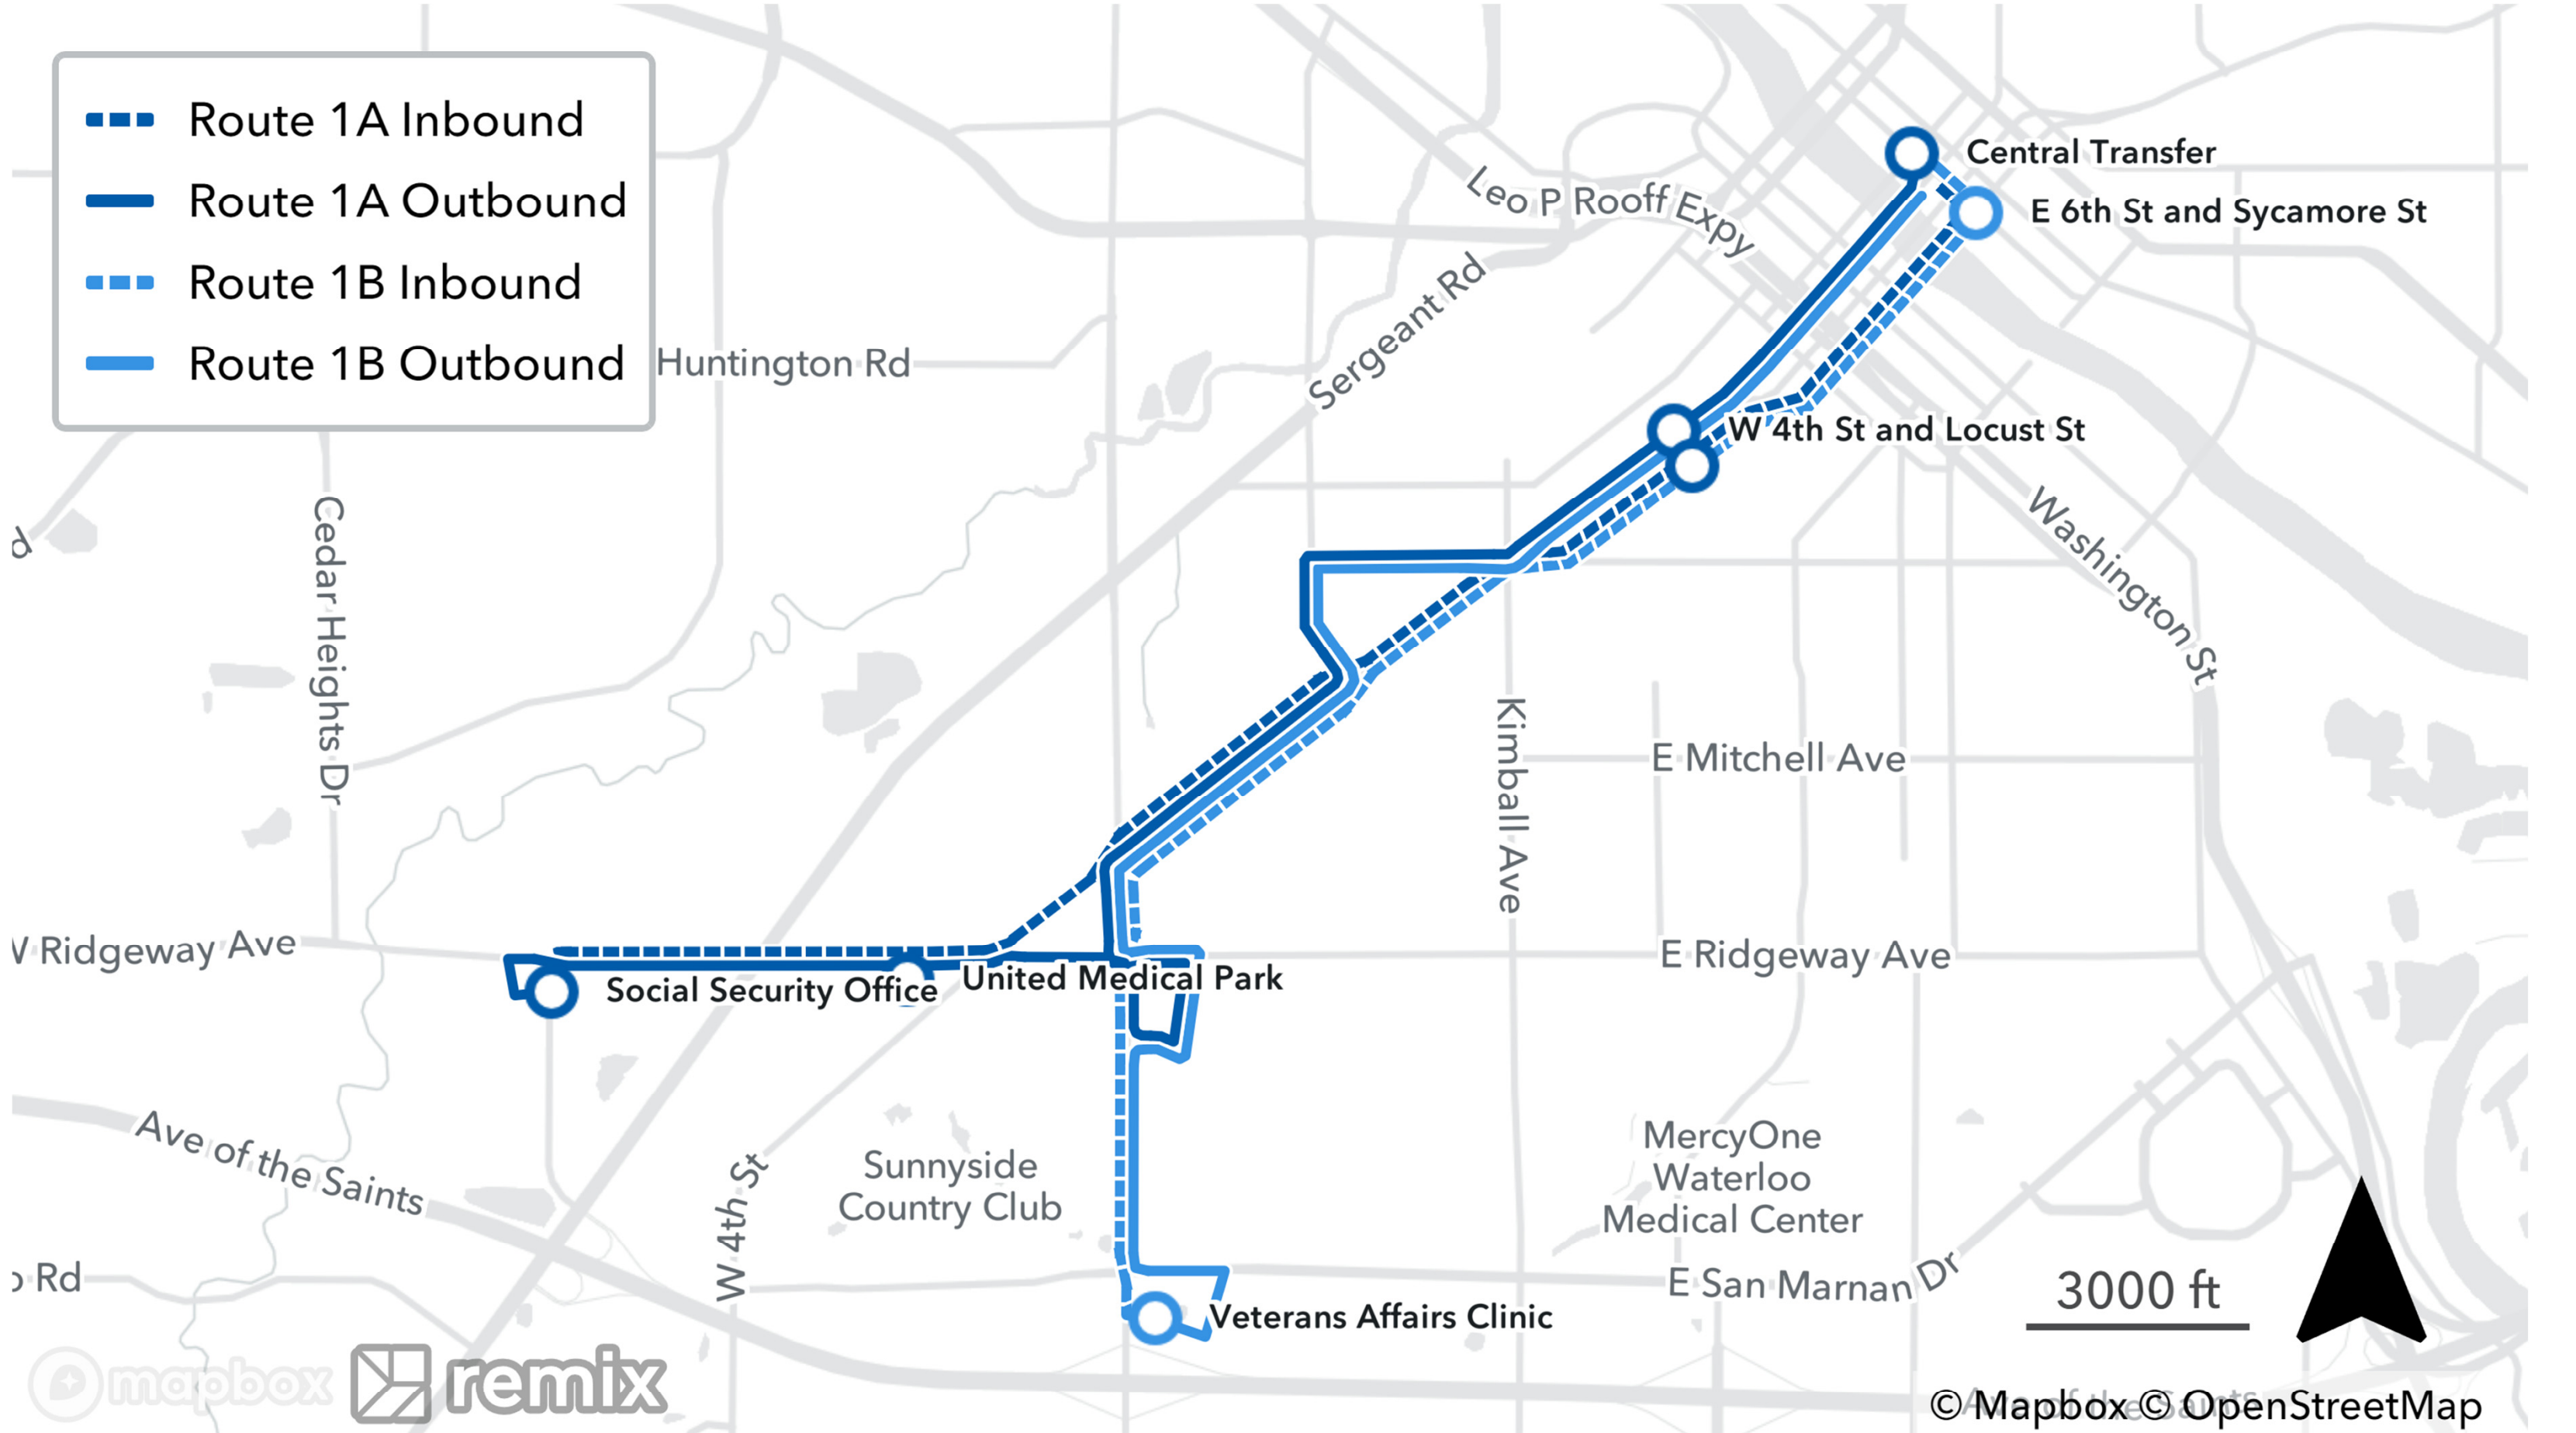 Route 1A Inbound
Route 1A Outbound
Route 1B Inbound
Route 1B Outbound
Central Transfer
E 6th St and Sycamore St
Leo P Rooff Expy
Sergeant Rd
Huntington Rd
W 4th St and Locust St
Washington St
Cedar Heights Dr
Kimball Ave
E Mitchell Ave
W Ridgeway Ave
E Ridgeway Ave
Social Security Office
United Medical Park
Ave of the Saints
W 4th St
Sunnyside
Country Club
MercyOne
Waterloo
Medical Center
E San Marnan Dr
Rd
Veterans Affairs Clinic
3000 ft
mapbox
remix
Ave of the Saints
© Mapbox © OpenStreetMap